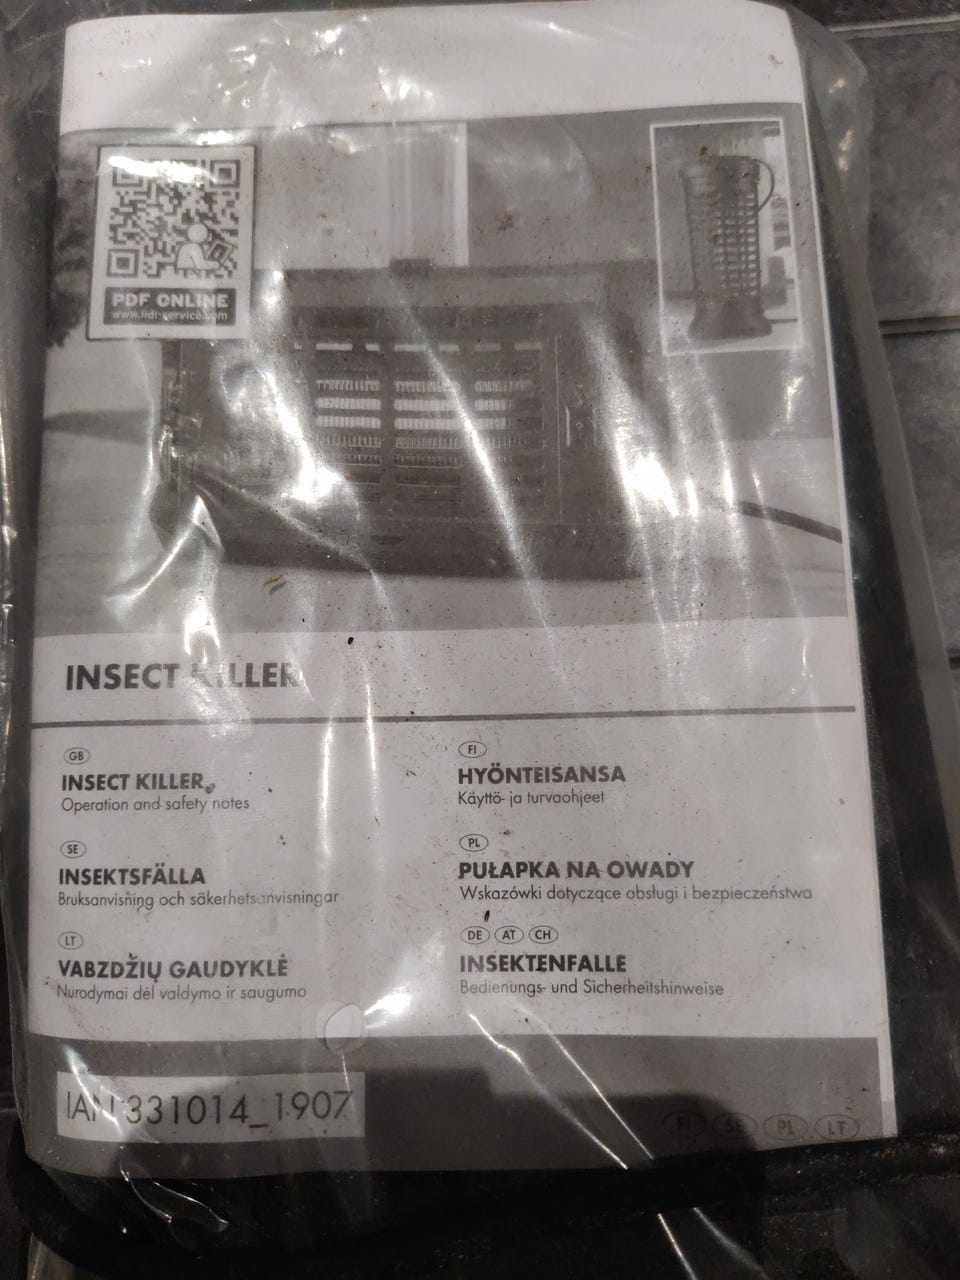 PDF ONLINE
www.lidl-service.com
INSECT KILLER
GB
INSECT KILLER
Operation and safety notes
SE
INSEKTSFÄLLA
Bruksanvisning och säkerhetsanvisningar
LT
VABZDŽIŲ GAUDYKLĖ
Nurodymai dėl valdymo ir saugumo
FI
HYÖNTEISANSA
Käyttö- ja turvaohjeet
PL
PUŁAPKA NA OWADY
Wskazówki dotyczące obsługi i bezpieczeństwa
DE AT CH
INSEKTENFALLE
Bedienungs- und Sicherheitshinweise
IAN 331014_1907
FI SE PL LT